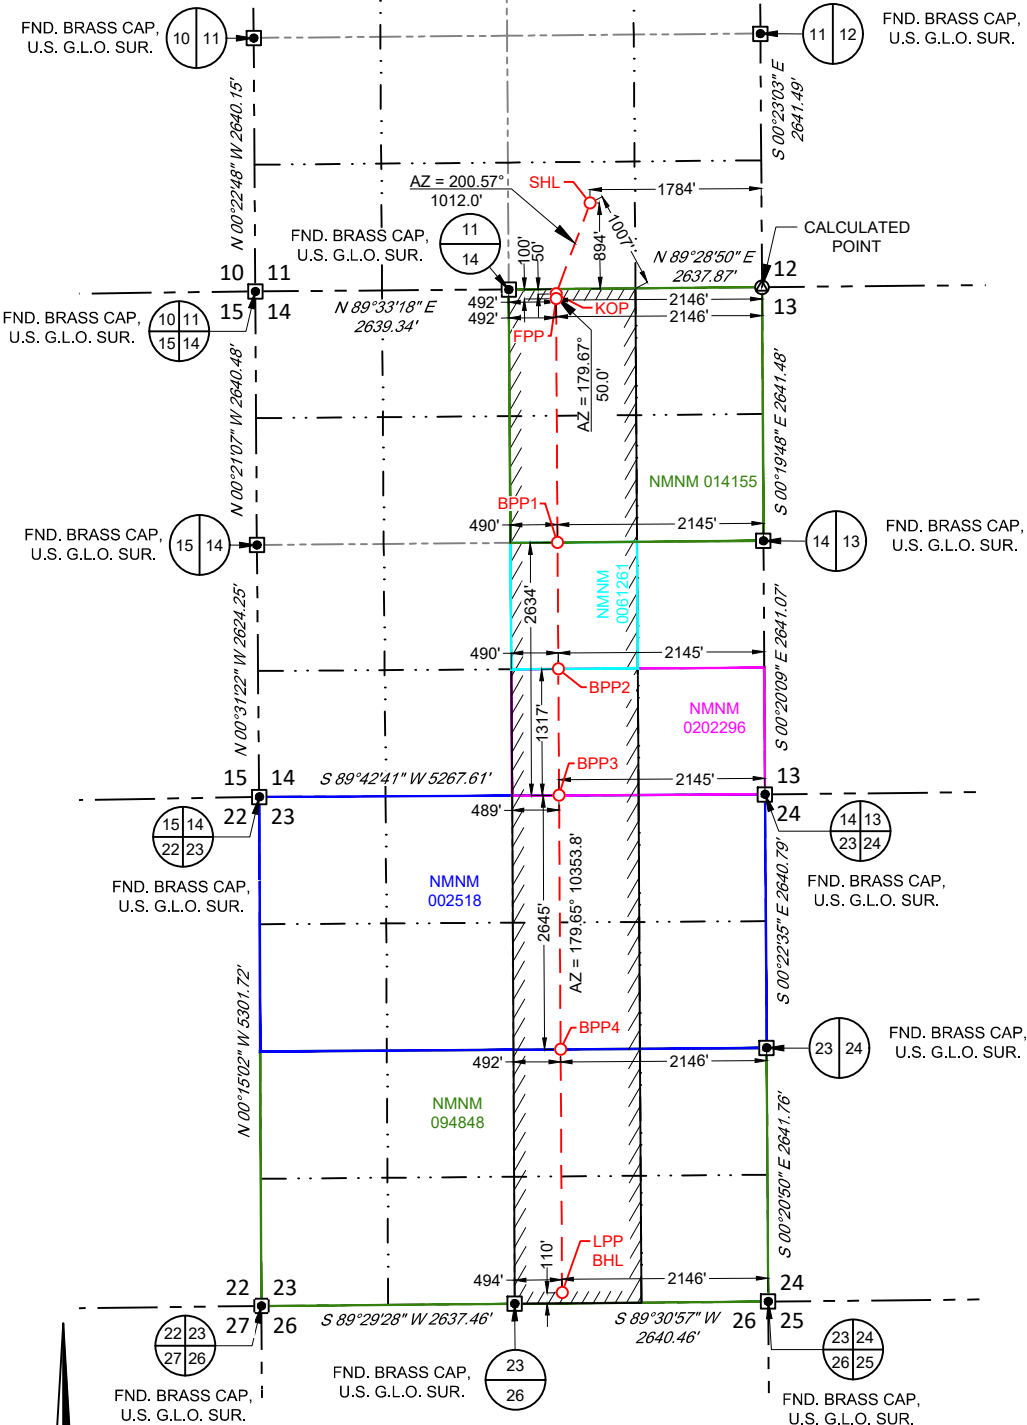 FND. BRASS CAP,
U.S. G.L.O. SUR.
10 11
11 12
FND. BRASS CAP,
U.S. G.L.O. SUR.
N 00°22'48" W 2640.15'
S 00°23'03" E
2641.49'
AZ = 200.57°
1012.0'
SHL
1784'
FND. BRASS CAP,
U.S. G.L.O. SUR.
11
14
100'
50'
894'
1007'
CALCULATED
POINT
N 89°28'50" E
2637.87'
10 11
15 14
12
13
N 89°33'18" E
2639.34'
492'
492'
KOP
2146'
2146'
FPP
FND. BRASS CAP,
U.S. G.L.O. SUR.
10 11
15 14
AZ = 179.67°
50.0'
N 00°21'07" W 2640.48'
S 00°19'48" E 2641.48'
NMNM 014155
BPP1
490'
2145'
FND. BRASS CAP,
U.S. G.L.O. SUR.
15 14
14 13
FND. BRASS CAP,
U.S. G.L.O. SUR.
2634'
NMNM
0061261
N 00°31'22" W 2624.25'
S 00°20'09" E 2641.07'
490'
2145'
BPP2
1317'
NMNM
0202296
BPP3
15 14
22 23
S 89°42'41" W 5267.61'
2145'
13
24
489'
15 14
22 23
FND. BRASS CAP,
U.S. G.L.O. SUR.
14 13
23 24
FND. BRASS CAP,
U.S. G.L.O. SUR.
NMNM
002518
2645'
AZ = 179.65° 10353.8'
S 00°22'35" E 2640.79'
N 00°15'02" W 5301.72'
BPP4
492'
2146'
23 24
FND. BRASS CAP,
U.S. G.L.O. SUR.
NMNM
094848
S 00°20'50" E 2641.76'
110'
LPP
BHL
494'
2146'
22 23
27 26
24
26 25
S 89°29'28" W 2637.46'
S 89°30'57" W
2640.46'
22 23
27 26
FND. BRASS CAP,
U.S. G.L.O. SUR.
FND. BRASS CAP,
U.S. G.L.O. SUR.
23
26
23 24
26 25
FND. BRASS CAP,
U.S. G.L.O. SUR.